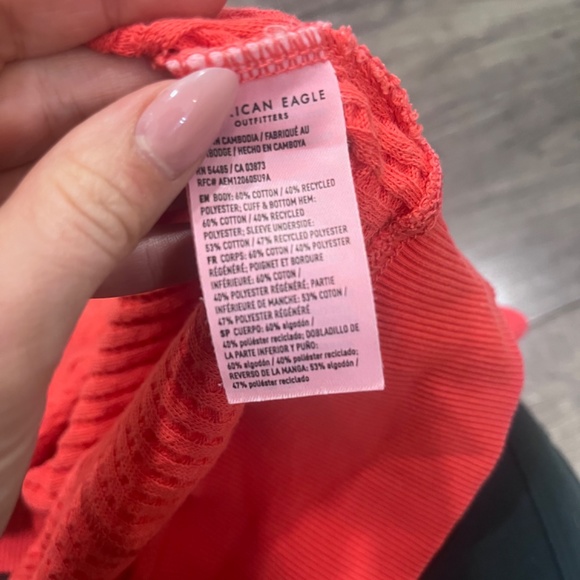 LICAN EAGLE
OUTFITTERS
IN CAMBODIA / FABRIQUÉ AU
BODGE / HECHO EN CAMBOYA
RN 54485 / CA 03873
RFC# AEM120605U9A
EN BODY: 60% COTTON / 40% RECYCLED
POLYESTER; CUFF & BOTTOM HEM:
60% COTTON / 40% RECYCLED
POLYESTER; SLEEVE UNDERSIDE:
53% COTTON / 47% RECYCLED POLYESTER
FR CORPS: 60% COTON / 40% POLYESTER
RÉGÉNÉRÉ; POIGNET ET BORDURE
INFÉRIEURE: 60% COTON /
40% POLYESTER RÉGÉNÉRÉ; PARTIE
INFÉRIEURE DE MANCHE: 53% COTON /
47% POLYESTER RÉGÉNÉRÉ
SP CUERPO: 60% algodón /
40% poliéster reciclado; DOBLADILLO DE
LA PARTE INFERIOR Y PUÑO:
60% algodón / 40% poliéster reciclado;
REVERSO DE LA MANGA: 53% algodón /
47% poliéster reciclado